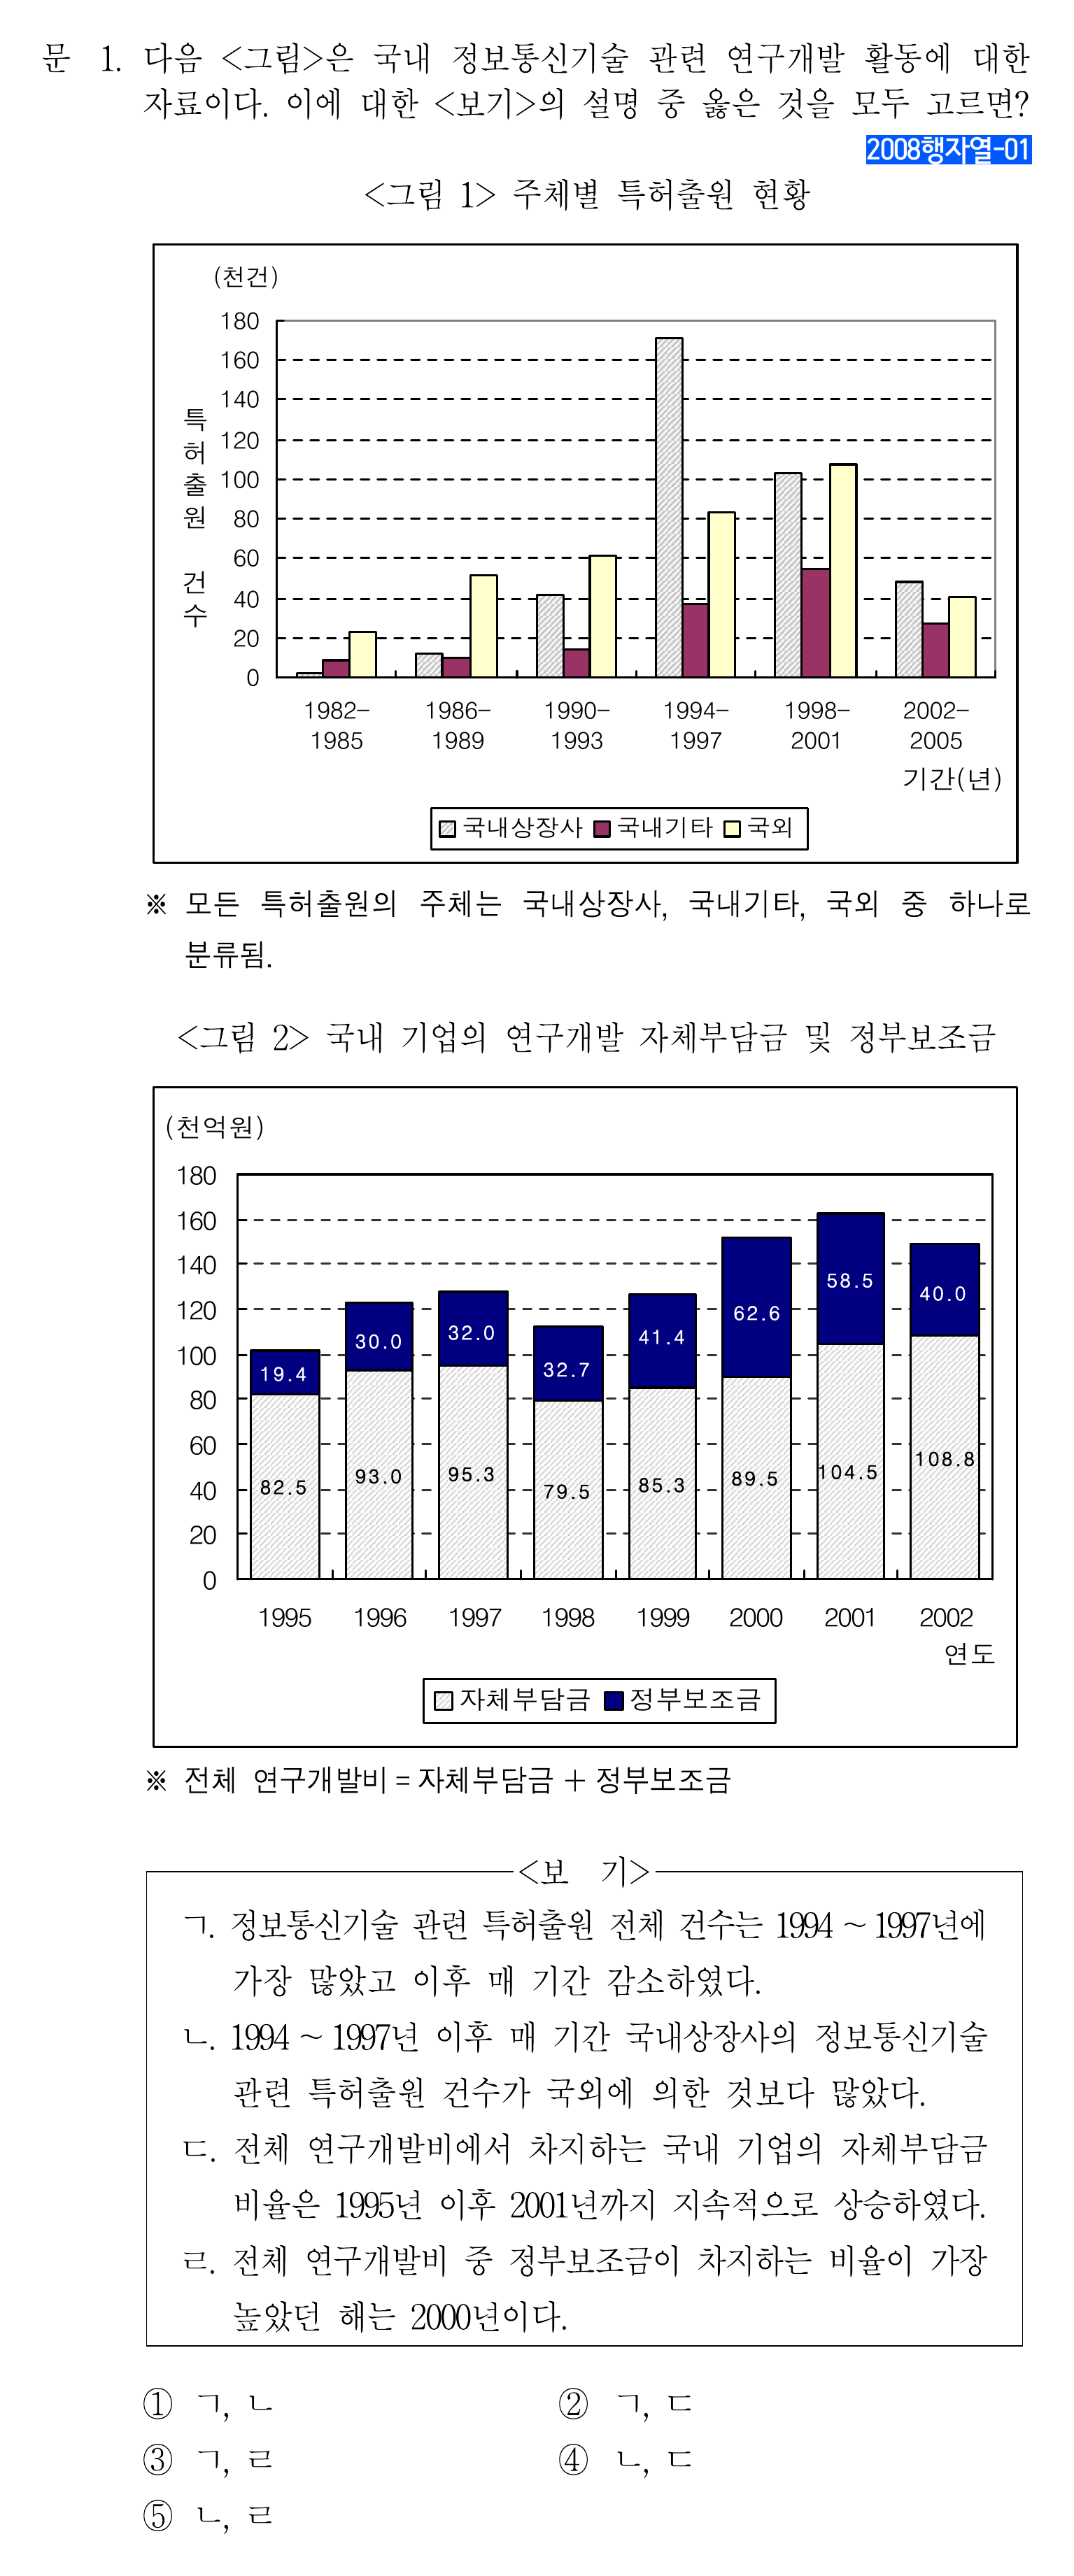 문 1. 다음 <그림>은 국내 정보통신기술 관련 연구개발 활동에 대한
자료이다. 이에 대한 <보기>의 설명 중 옳은 것을 모두 고르면?
2008행자열-01
<그림 1> 주체별 특허출원 현황
(천건)
특허출원 건수
180
160
140
120
100
80
60
40
20
0
1982-1985 1986-1989 1990-1993 1994-1997 1998-2001 2002-2005
기간(년)
국내상장사 국내기타 국외
※ 모든 특허출원의 주체는 국내상장사, 국내기타, 국외 중 하나로
분류됨.
<그림 2> 국내 기업의 연구개발 자체부담금 및 정부보조금
(천억원)
180
160
140
120
100
80
60
40
20
0
19.4 30.0 32.0 32.7 41.4 62.6 58.5 40.0
82.5 93.0 95.3 79.5 85.3 89.5 104.5 108.8
1995 1996 1997 1998 1999 2000 2001 2002
연도
자체부담금 정부보조금
※ 전체 연구개발비 = 자체부담금 + 정부보조금
<보 기>
ㄱ. 정보통신기술 관련 특허출원 전체 건수는 1994 ~ 1997년에
가장 많았고 이후 매 기간 감소하였다.
ㄴ. 1994 ~ 1997년 이후 매 기간 국내상장사의 정보통신기술
관련 특허출원 건수가 국외에 의한 것보다 많았다.
ㄷ. 전체 연구개발비에서 차지하는 국내 기업의 자체부담금
비율은 1995년 이후 2001년까지 지속적으로 상승하였다.
ㄹ. 전체 연구개발비 중 정부보조금이 차지하는 비율이 가장
높았던 해는 2000년이다.
① ㄱ, ㄴ ② ㄱ, ㄷ
③ ㄱ, ㄹ ④ ㄴ, ㄷ
⑤ ㄴ, ㄹ